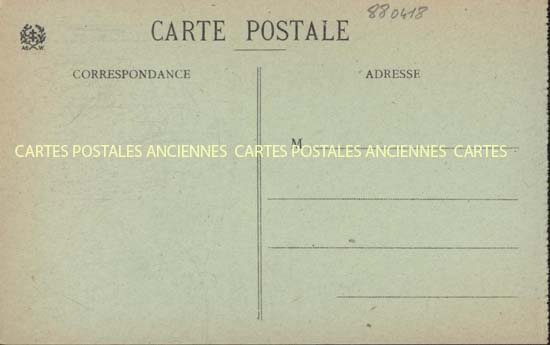 880418
CARTE POSTALE
CORRESPONDANCE
ADRESSE
M
CARTES POSTALES ANCIENNES CARTES POSTALES ANCIENNES CARTES